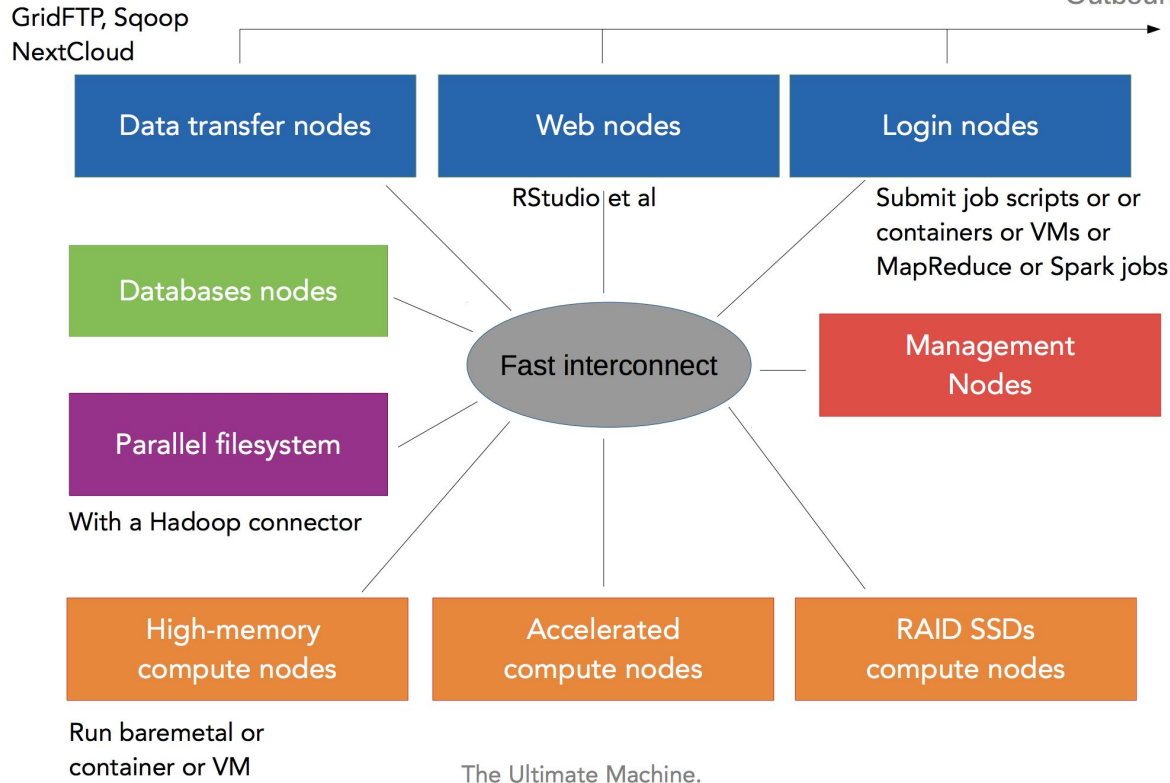 GridFTP, Sqoop
NextCloud
Data transfer nodes
Web nodes
Login nodes
RStudio et al
Submit job scripts or or
containers or VMs or
MapReduce or Spark jobs
Databases nodes
Fast interconnect
Management
Nodes
Parallel filesystem
With a Hadoop connector
High-memory
compute nodes
Accelerated
compute nodes
RAID SSDs
compute nodes
Run baremetal or
container or VM
The Ultimate Machine.